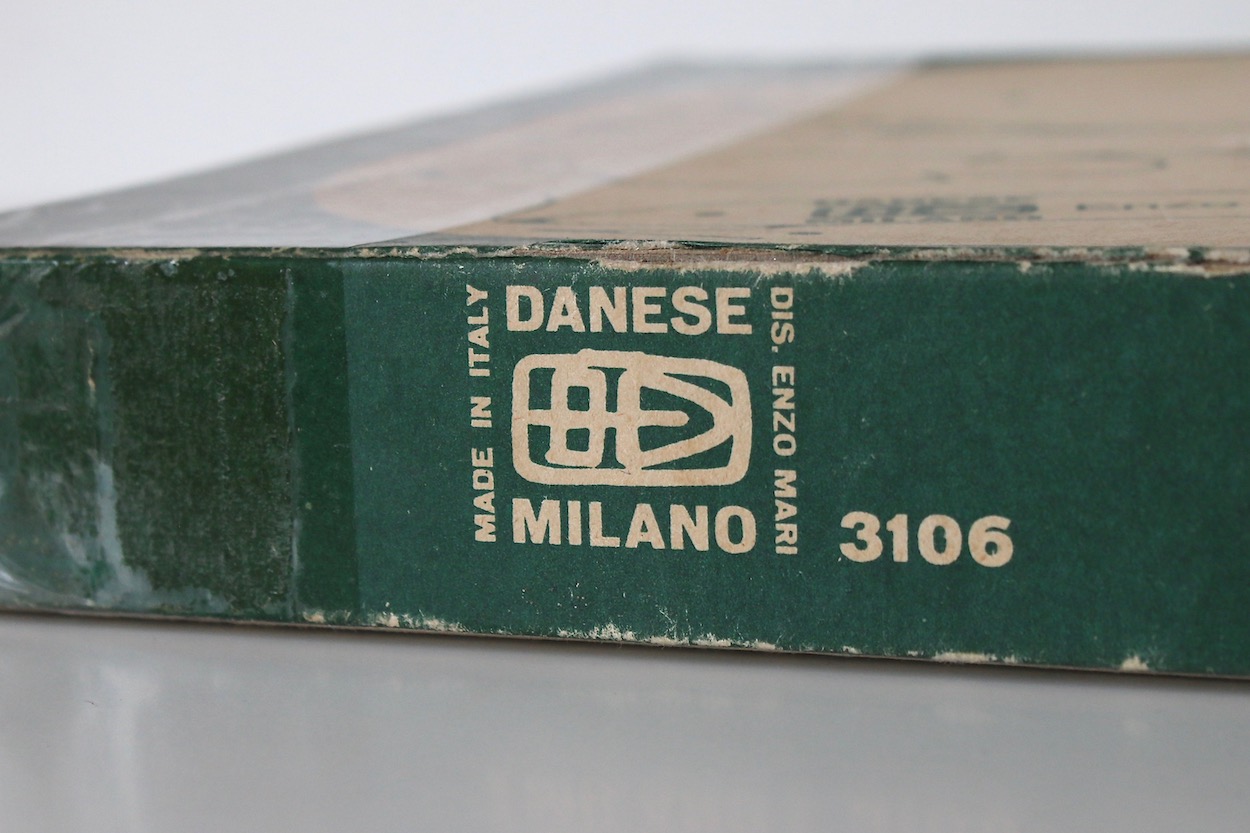 MADE IN ITALY
DANESE
MILANO
DIS. ENZO MARI
3106